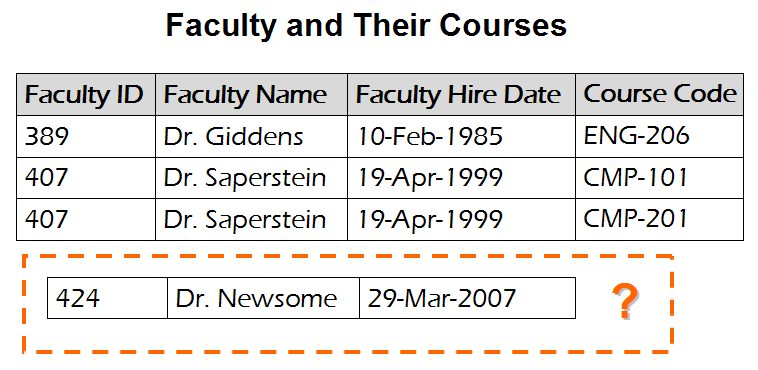 Faculty and Their Courses
Faculty ID Faculty Name Faculty Hire Date Course Code
389 Dr. Giddens 10-Feb-1985 ENG-206
407 Dr. Saperstein 19-Apr-1999 CMP-101
407 Dr. Saperstein 19-Apr-1999 CMP-201
424 Dr. Newsome 29-Mar-2007 ?